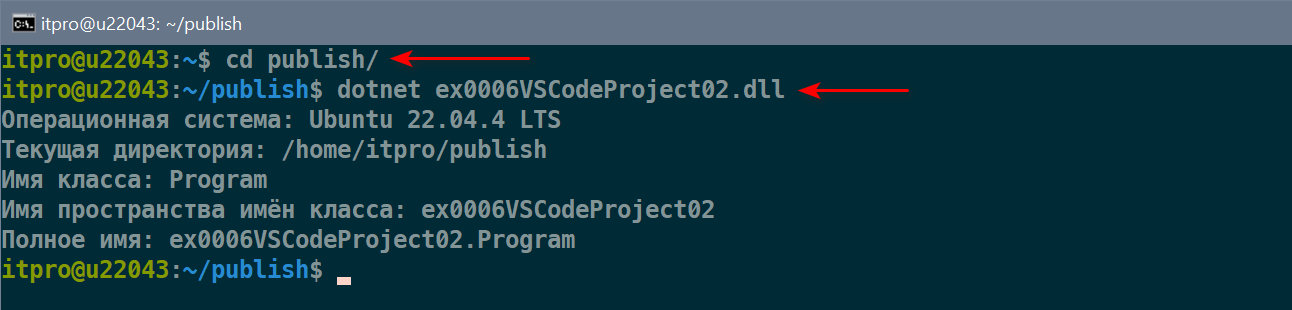 itpro@u22043: ~/publish
itpro@u22043:~$ cd publish/
itpro@u22043:~/publish$ dotnet ex0006VSCodeProject02.dll
Операционная система: Ubuntu 22.04.4 LTS
Текущая директория: /home/itpro/publish
Имя класса: Program
Имя пространства имён класса: ex0006VSCodeProject02
Полное имя: ex0006VSCodeProject02.Program
itpro@u22043:~/publish$